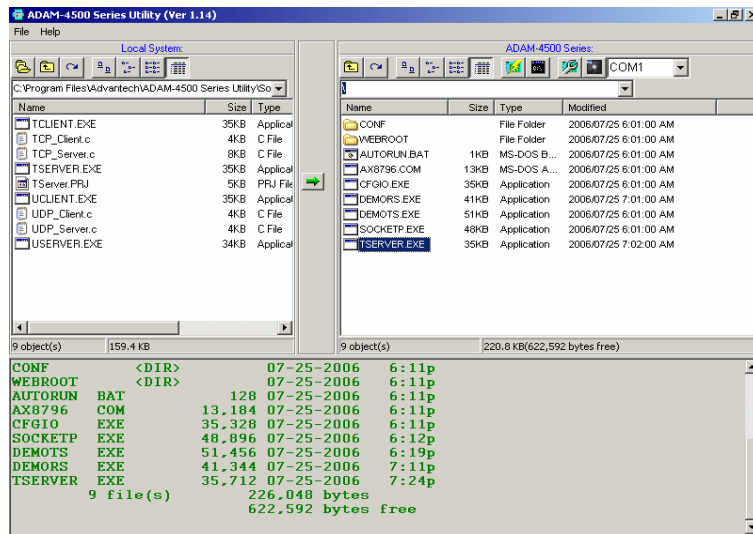 ADAM-4500 Series Utility (Ver 1.14)
File Help
Local System:
C:\Program Files\Advantech\ADAM-4500 Series Utility\So
Name Size Type
TCLIENT.EXE 35KB Applicat
TCP_Client.c 4KB C File
TCP_Server.c 8KB C File
TSERVER.EXE 35KB Applicat
TServer.PRJ 5KB PRJ File
UCLIENT.EXE 35KB Applicat
UDP_Client.c 4KB C File
UDP_Server.c 4KB C File
USERVER.EXE 34KB Applicat
9 object(s) 159.4 KB
ADAM-4500 Series:
COM1
\
Name Size Type Modified
CONF File Folder 2006/07/25 6:01:00 AM
WEBROOT File Folder 2006/07/25 6:01:00 AM
AUTORUN.BAT 1KB MS-DOS B... 2006/07/25 6:01:00 AM
AX8796.COM 13KB MS-DOS A... 2006/07/25 6:01:00 AM
CFGIO.EXE 35KB Application 2006/07/25 6:01:00 AM
DEMORS.EXE 41KB Application 2006/07/25 7:01:00 AM
DEMOTS.EXE 51KB Application 2006/07/25 6:01:00 AM
SOCKETP.EXE 48KB Application 2006/07/25 6:01:00 AM
TSERVER.EXE 35KB Application 2006/07/25 7:02:00 AM
9 object(s) 220.8 KB(622,592 bytes free)
CONF <DIR> 07-25-2006 6:11p
WEBROOT <DIR> 07-25-2006 6:11p
AUTORUN BAT 128 07-25-2006 6:11p
AX8796 COM 13,184 07-25-2006 6:11p
CFGIO EXE 35,328 07-25-2006 6:11p
SOCKETP EXE 48,896 07-25-2006 6:12p
DEMOTS EXE 51,456 07-25-2006 6:19p
DEMORS EXE 41,344 07-25-2006 7:11p
TSERVER EXE 35,712 07-25-2006 7:24p
9 file(s) 226,048 bytes
622,592 bytes free